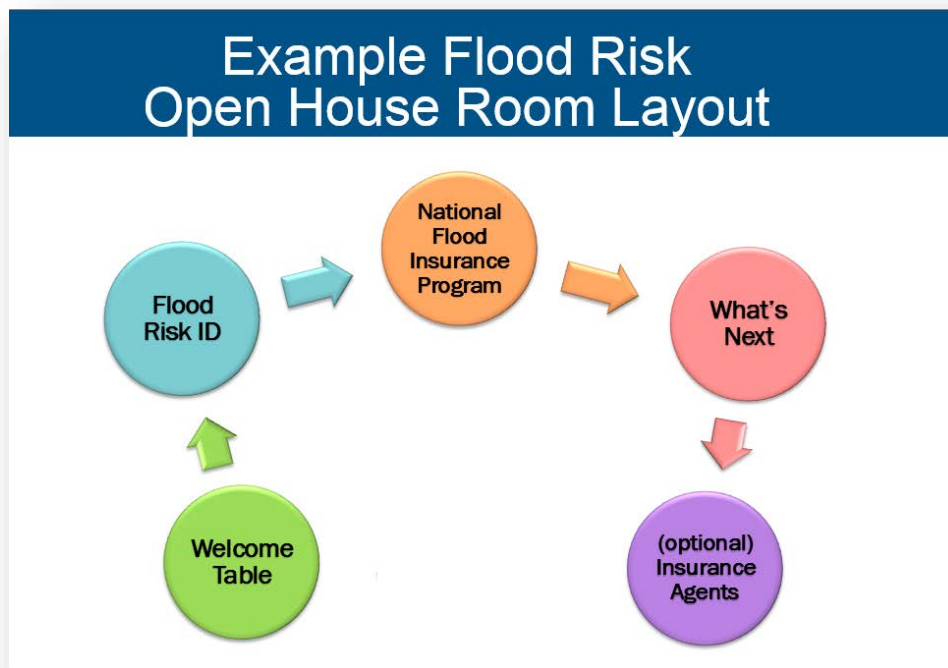 Example Flood Risk
Open House Room Layout
Welcome
Table
Flood
Risk ID
National
Flood
Insurance
Program
What's
Next
(optional)
Insurance
Agents